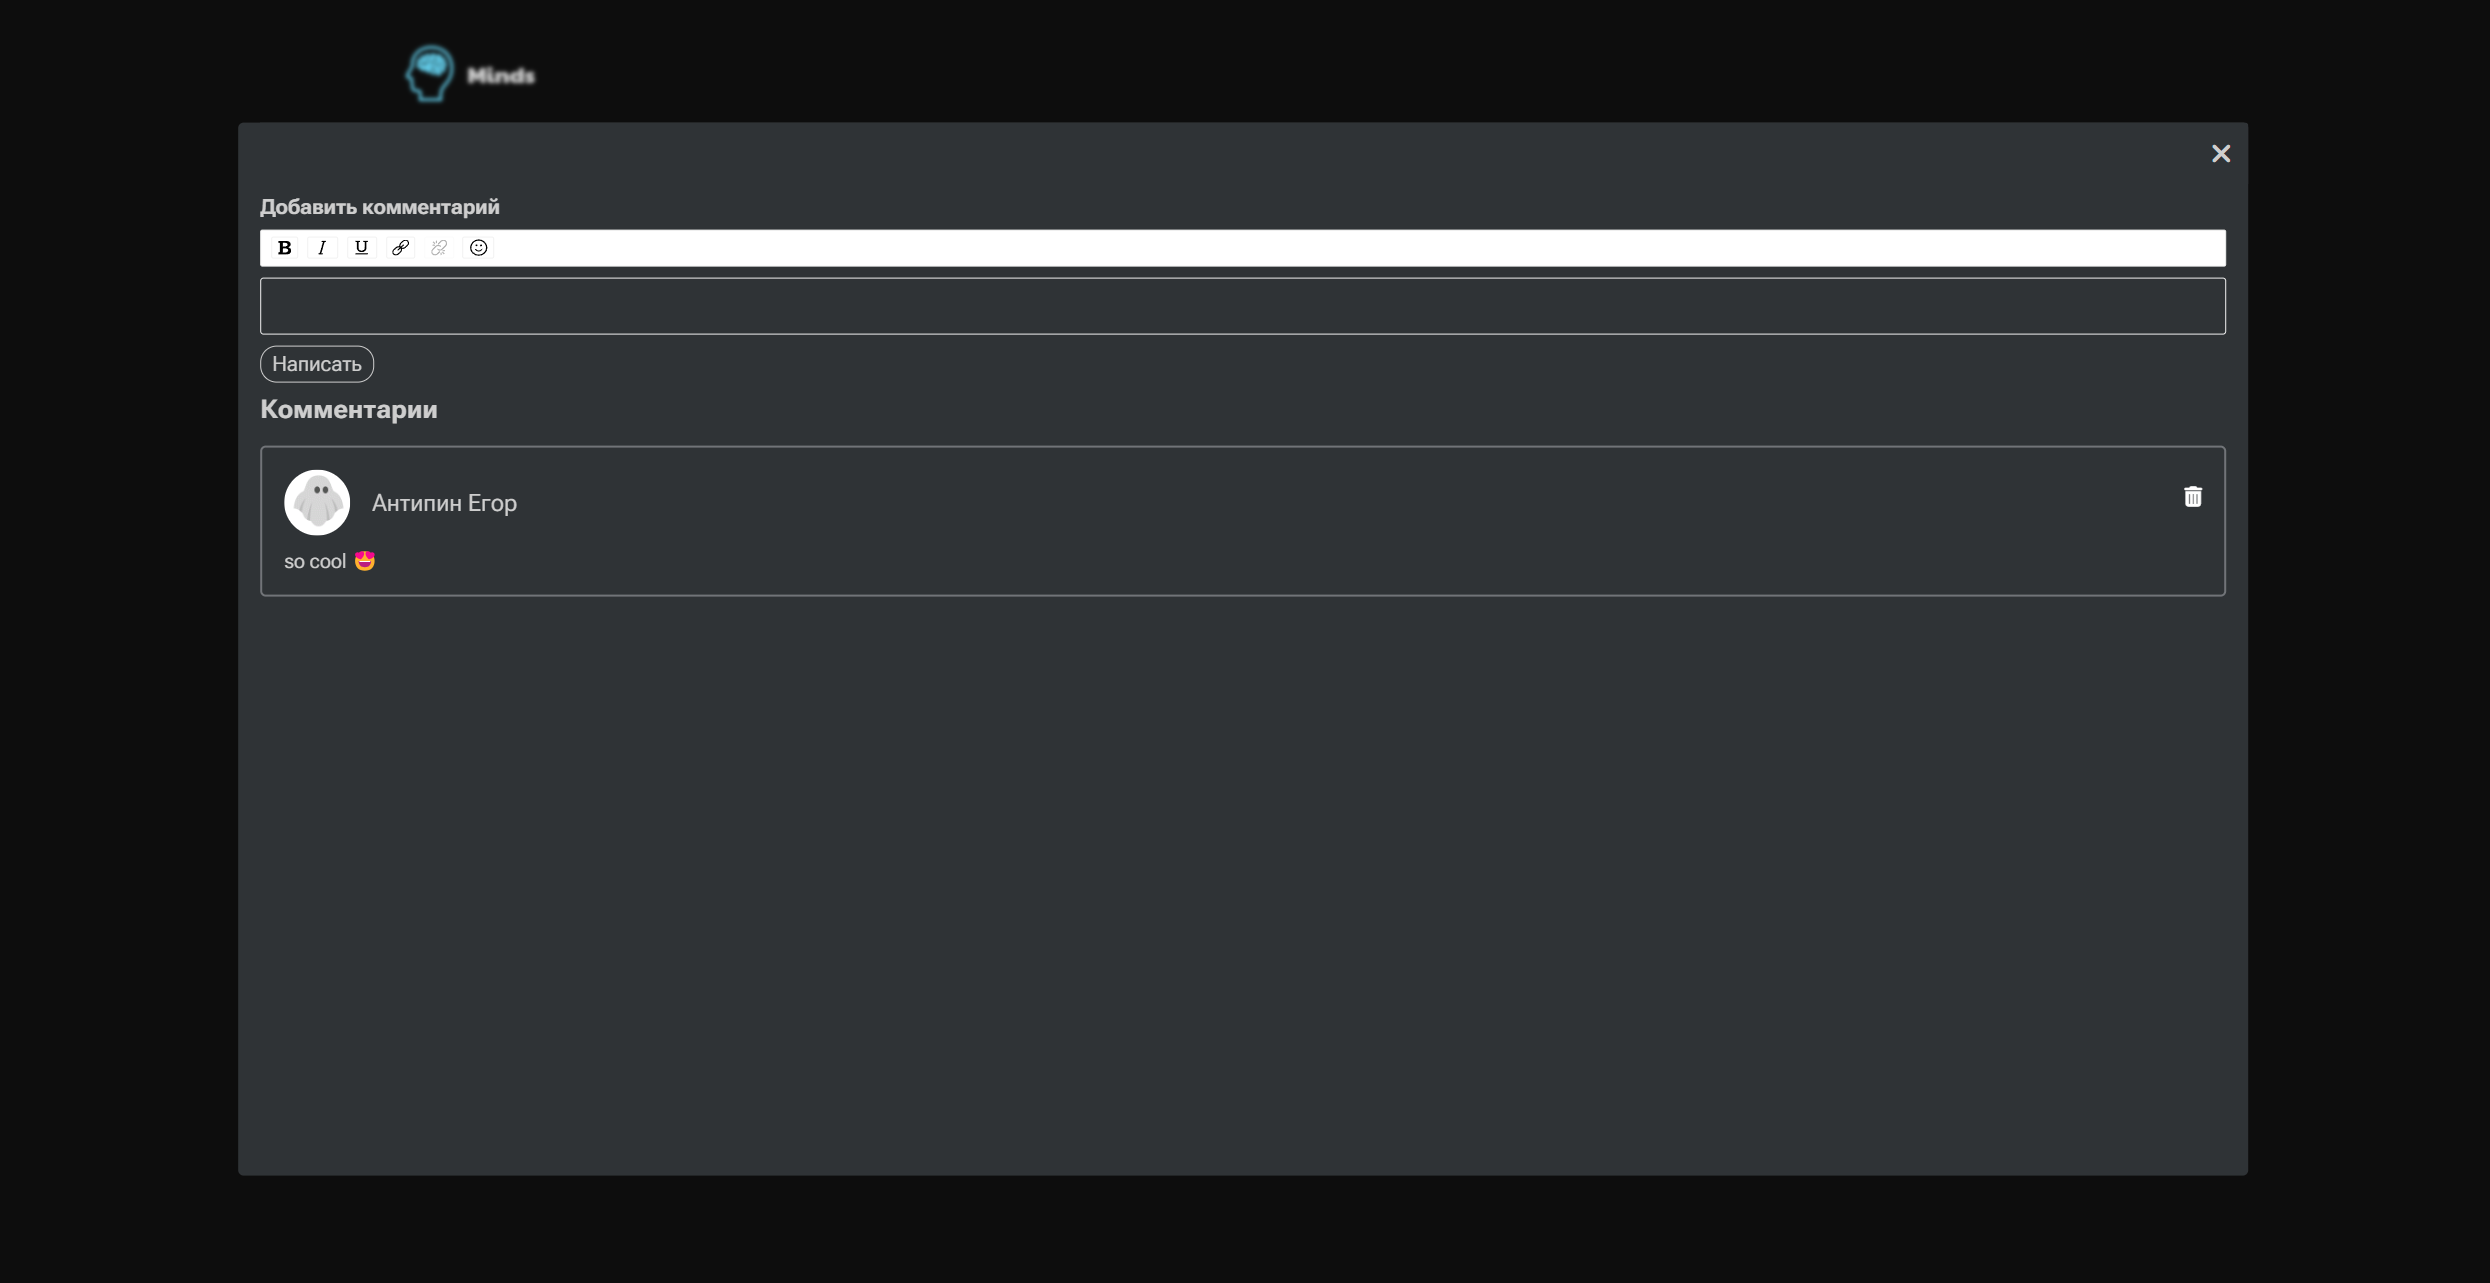 Minds
Добавить комментарий
B I U
Написать
Комментарии
Антипин Егор
so cool 🤩